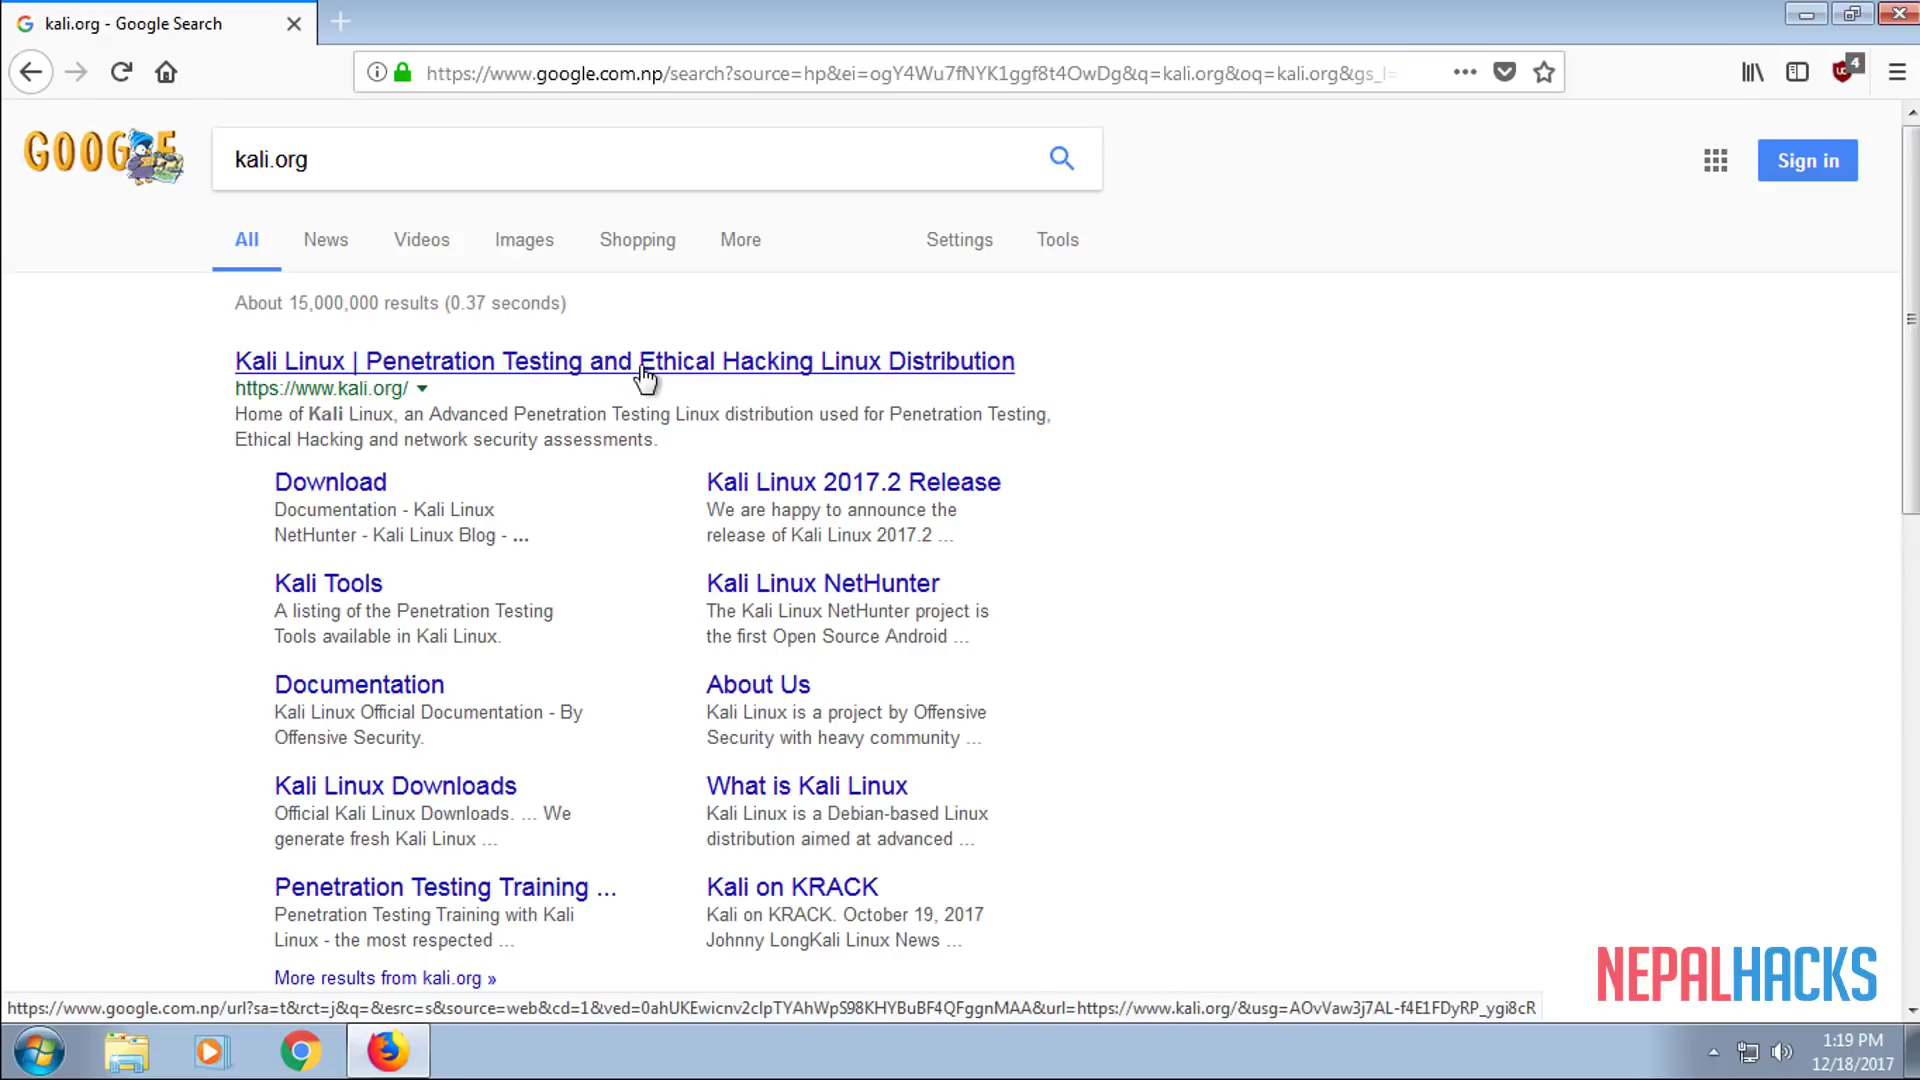 kali.org - Google Search
https://www.google.com.np/search?source=hp&ei=ogY4Wu7fNYK1ggf8t4OwDg&q=kali.org&oq=kali.org&gs_l=
4
GOOGLE
kali.org
Sign in
All News Videos Images Shopping More Settings Tools
About 15,000,000 results (0.37 seconds)
Kali Linux | Penetration Testing and Ethical Hacking Linux Distribution
https://www.kali.org/
Home of Kali Linux, an Advanced Penetration Testing Linux distribution used for Penetration Testing,
Ethical Hacking and network security assessments.
Download
Documentation - Kali Linux
NetHunter - Kali Linux Blog - ...
Kali Linux 2017.2 Release
We are happy to announce the
release of Kali Linux 2017.2 ...
Kali Tools
A listing of the Penetration Testing
Tools available in Kali Linux.
Kali Linux NetHunter
The Kali Linux NetHunter project is
the first Open Source Android ...
Documentation
Kali Linux Official Documentation - By
Offensive Security.
About Us
Kali Linux is a project by Offensive
Security with heavy community ...
Kali Linux Downloads
Official Kali Linux Downloads. ... We
generate fresh Kali Linux ...
What is Kali Linux
Kali Linux is a Debian-based Linux
distribution aimed at advanced ...
Penetration Testing Training ...
Penetration Testing Training with Kali
Linux - the most respected ...
Kali on KRACK
Kali on KRACK. October 19, 2017
Johnny LongKali Linux News ...
More results from kali.org »
NEPALHACKS
https://www.google.com.np/url?sa=t&rct=j&q=&esrc=s&source=web&cd=1&ved=0ahUKEwicnv2clpTYAhWpS98KHYBuBF4QFggnMAA&url=https://www.kali.org/&usg=AOvVaw3j7AL-f4E1FDyRP_ygi8cR
1:19 PM
12/18/2017